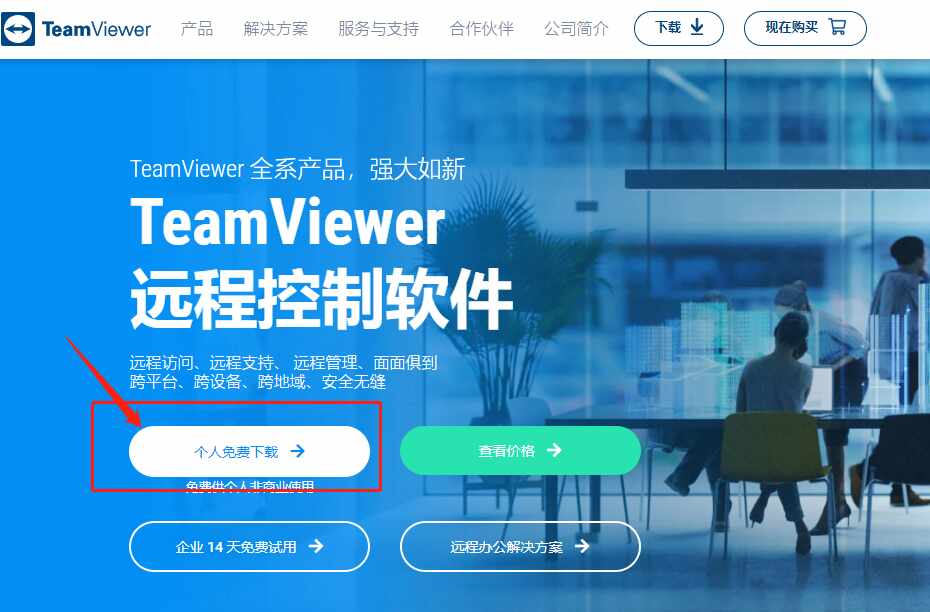 TeamViewer
产品
解决方案
服务与支持
合作伙伴
公司简介
下载
现在购买
TeamViewer 全系产品，强大如新
TeamViewer
远程控制软件
远程访问、远程支持、 远程管理、面面俱到
跨平台、跨设备、跨地域、安全无缝
个人免费下载
查看价格
免费供个人非商业使用
企业 14 天免费试用
远程办公解决方案